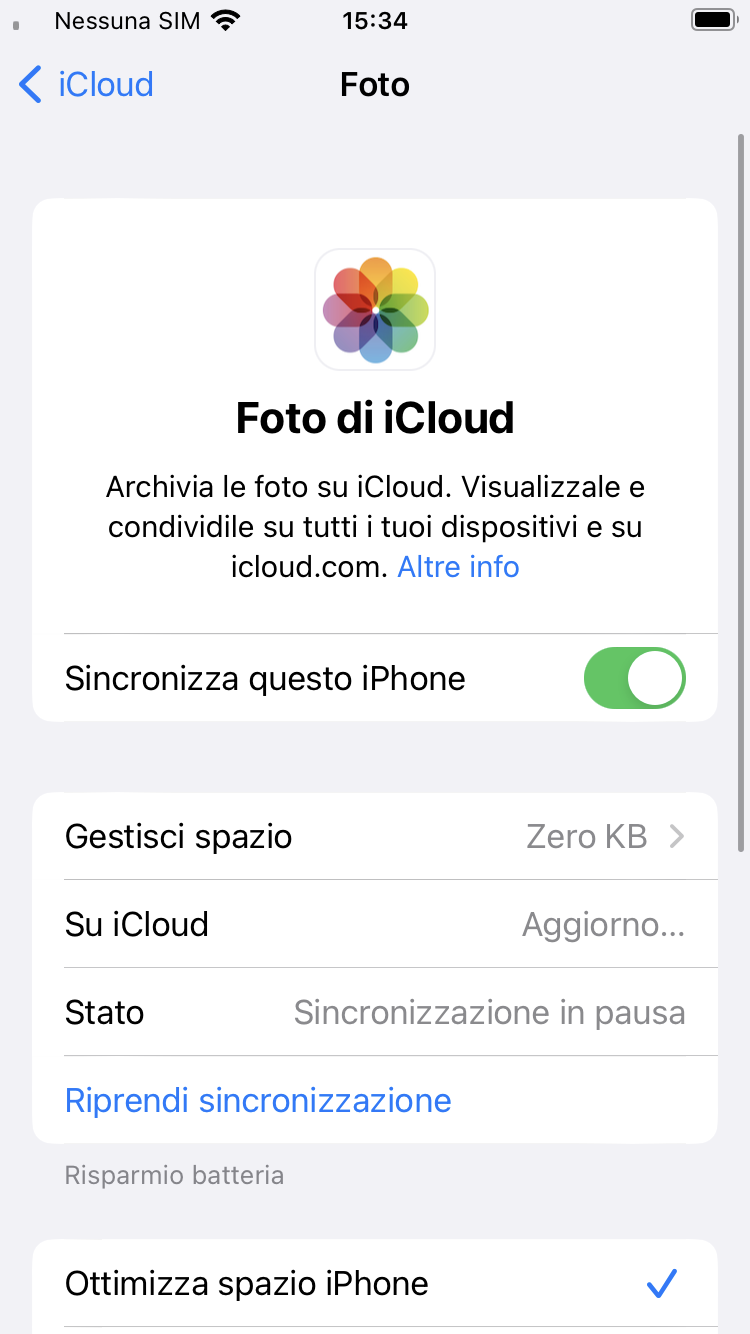 Nessuna SIM 15:34
iCloud Foto
Foto di iCloud
Archivia le foto su iCloud. Visualizzale e
condividile su tutti i tuoi dispositivi e su
icloud.com. Altre info
Sincronizza questo iPhone
Gestisci spazio Zero KB
Su iCloud Aggiorno...
Stato Sincronizzazione in pausa
Riprendi sincronizzazione
Risparmio batteria
Ottimizza spazio iPhone